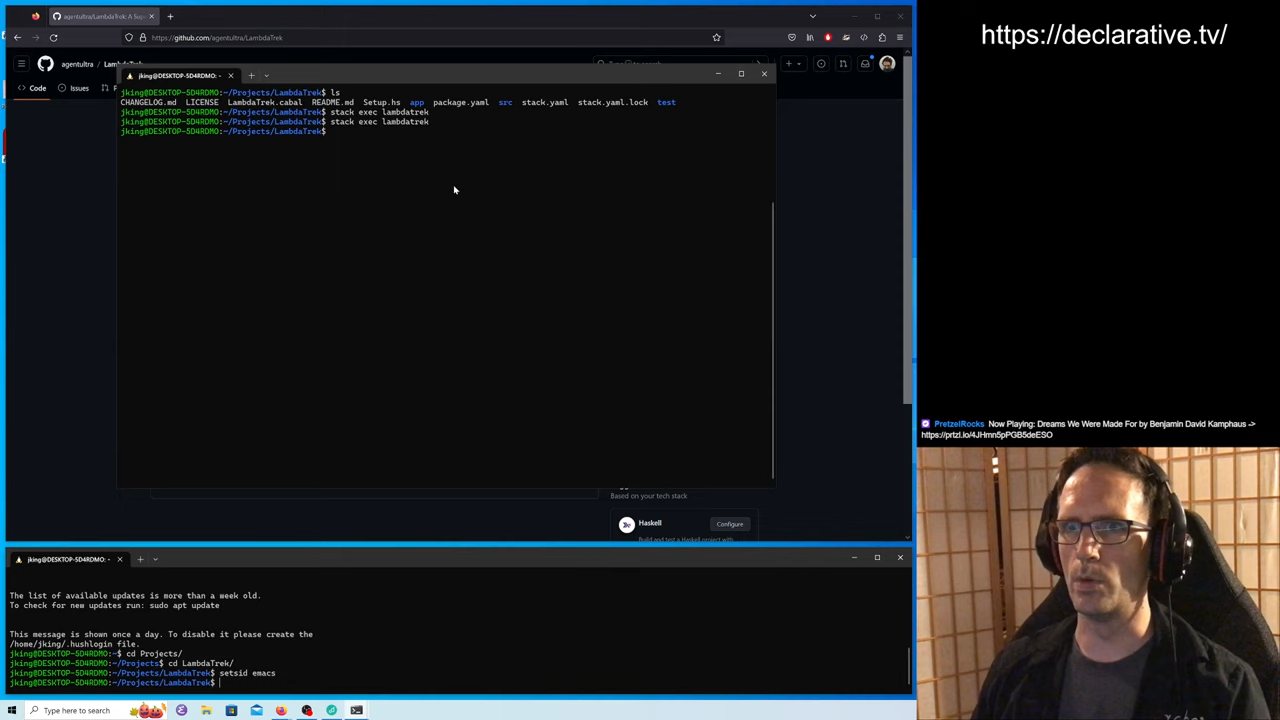 agentultra/LambdaTrek: A Su
https://declarative.tv/
https://github.com/agentultra/LambdaTrek
agentultra /
jking@DESKTOP-5D4RDMO: ~
Code
Issues
jking@DESKTOP-5D4RDMO:~/Projects/LambdaTrek$ ls
CHANGELOG.md LICENSE LambdaTrek.cabal README.md Setup.hs app package.yaml src stack.yaml stack.yaml.lock test
jking@DESKTOP-5D4RDMO:~/Projects/LambdaTrek$ stack exec lambdatrek
jking@DESKTOP-5D4RDMO:~/Projects/LambdaTrek$ stack exec lambdatrek
jking@DESKTOP-5D4RDMO:~/Projects/LambdaTrek$
PretzelRocks Now Playing: Dreams We Were Made For by Benjamin David Kamphaus ->
https://prtzl.io/4JHmn5pPGB5deESO
Based on your tech stack
Haskell
Configure
Build and test a Haskell project with
jking@DESKTOP-5D4RDMO: ~
The list of available updates is more than a week old.
To check for new updates run: sudo apt update
This message is shown once a day. To disable it please create the
/home/jking/.hushlogin file.
jking@DESKTOP-5D4RDMO:~$ cd Projects/
jking@DESKTOP-5D4RDMO:~/Projects$ cd LambdaTrek/
jking@DESKTOP-5D4RDMO:~/Projects/LambdaTrek$ setsid emacs
jking@DESKTOP-5D4RDMO:~/Projects/LambdaTrek$
Type here to search